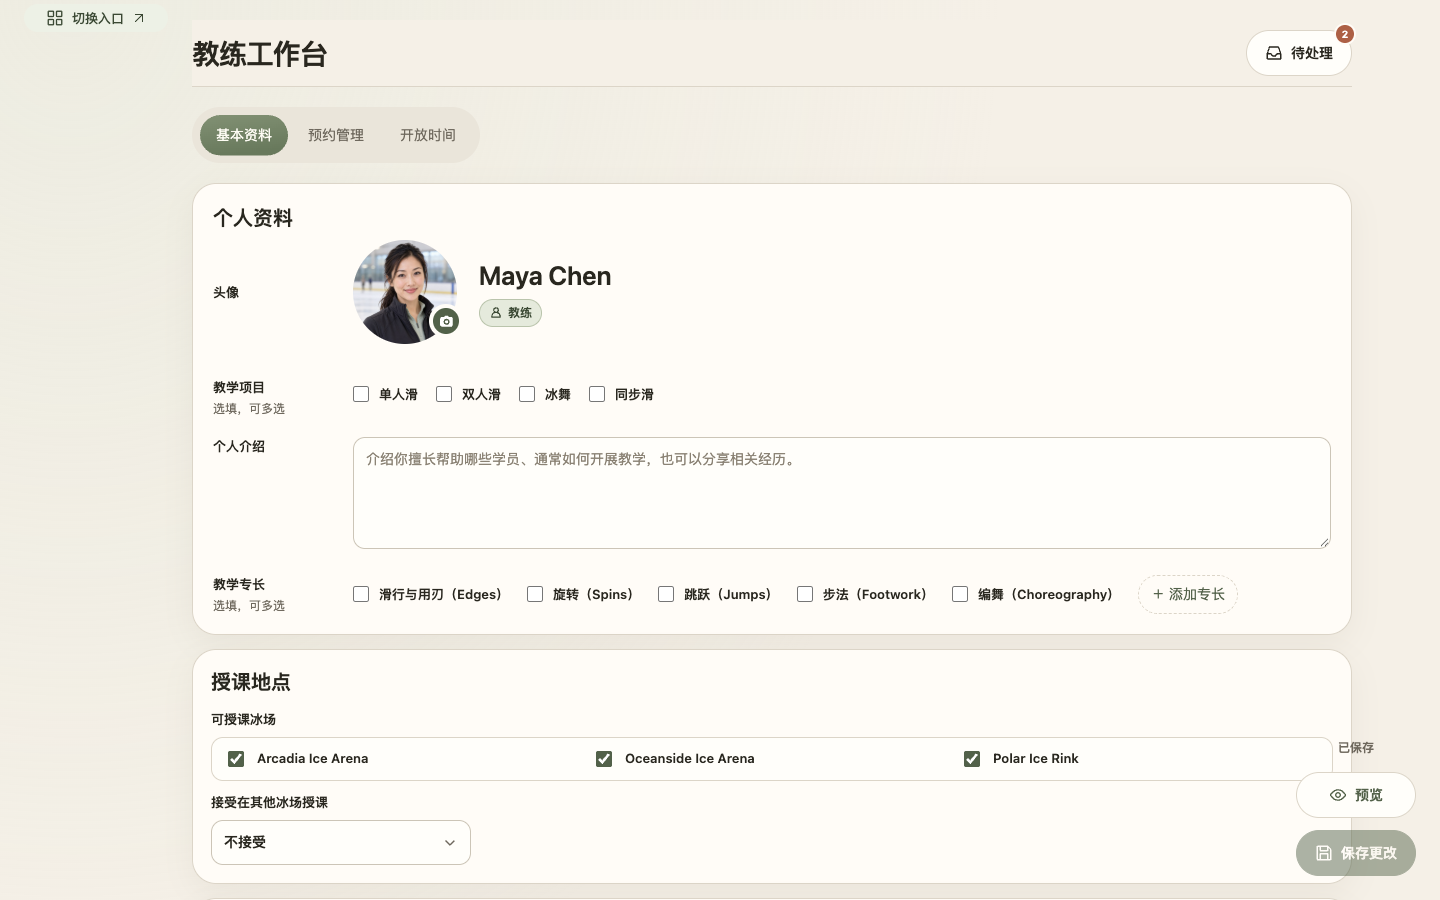 切换入口
教练工作台
待处理
2
基本资料
预约管理
开放时间
个人资料
头像
Maya Chen
教练
教学项目
选填，可多选
单人滑
双人滑
冰舞
同步滑
个人介绍
介绍你擅长帮助哪些学员、通常如何开展教学，也可以分享相关经历。
教学专长
选填，可多选
滑行与用刃（Edges）
旋转（Spins）
跳跃（Jumps）
步法（Footwork）
编舞（Choreography）
+ 添加专长
授课地点
可授课冰场
Arcadia Ice Arena
Oceanside Ice Arena
Polar Ice Rink
已保存
预览
接受在其他冰场授课
不接受
保存更改